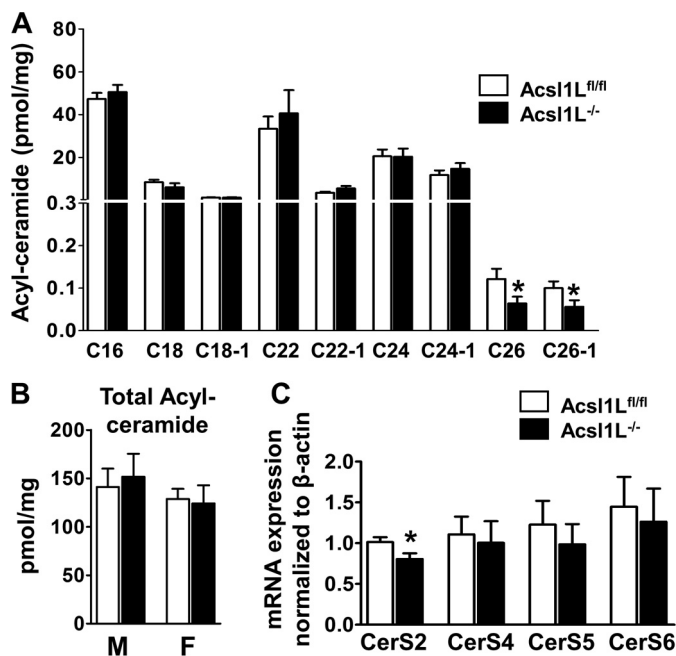 A
Acyl-ceramide (pmol/mg)
80
60
40
20
0.3
0.2
0.1
0.0
Acsl1L^fl/fl
Acsl1L^-/-
* *
C16 C18 C18-1 C22 C22-1 C24 C24-1 C26 C26-1
B
Total Acyl-
ceramide
pmol/mg
200
150
100
50
0
M F
C
Acsl1L^fl/fl
Acsl1L^-/-
mRNA expression
normalized to β-actin
2.0
1.5
1.0
0.5
0.0
*
CerS2 CerS4 CerS5 CerS6